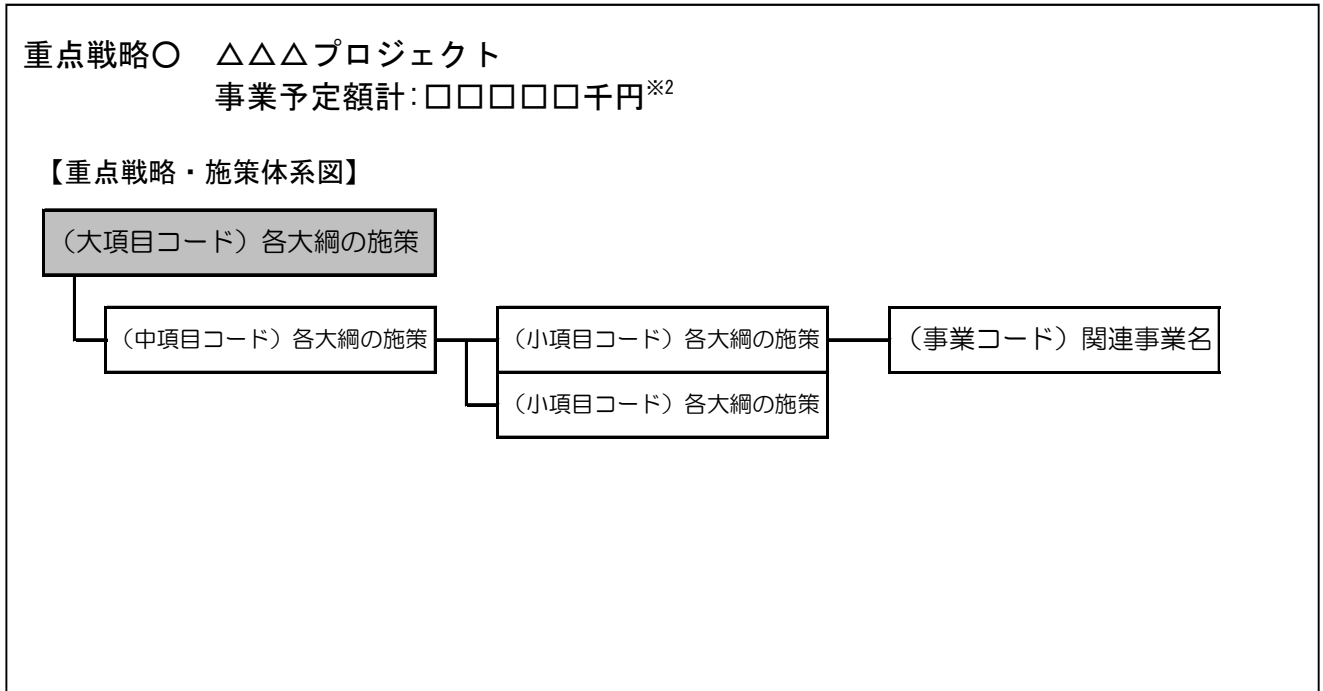 重点戦略○　△△△プロジェクト
事業予定額計:□□□□□千円※2
【重点戦略・施策体系図】
（大項目コード）各大綱の施策
（中項目コード）各大綱の施策
（小項目コード）各大綱の施策
（事業コード）関連事業名
（小項目コード）各大綱の施策